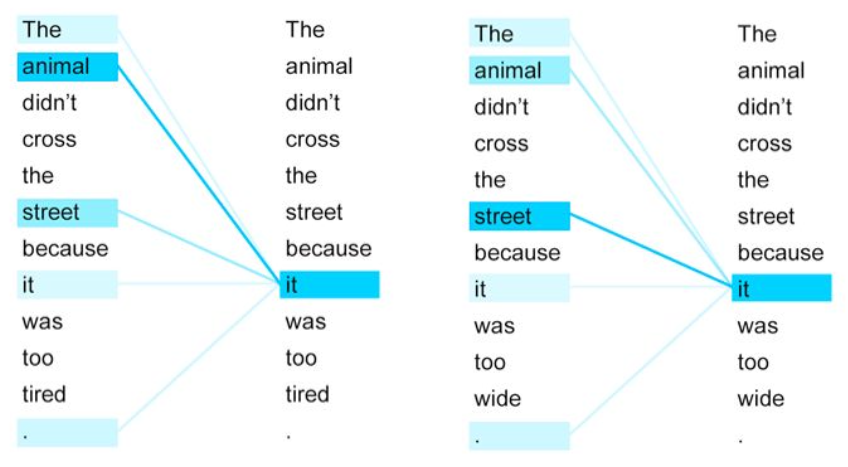 The The
animal animal
didn't didn't
cross cross
the the
street street
because because
it it
was was
too too
tired tired
. .
The The
animal animal
didn't didn't
cross cross
the the
street street
because because
it it
was was
too too
wide wide
. .